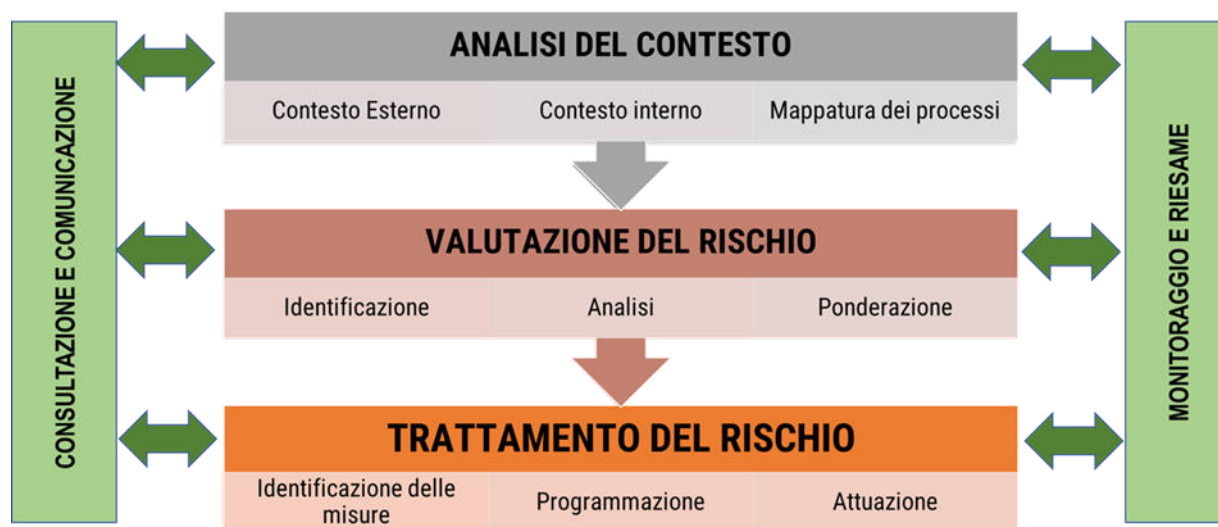 CONSULTAZIONE E COMUNICAZIONE
ANALISI DEL CONTESTO
Contesto Esterno
Contesto interno
Mappatura dei processi
VALUTAZIONE DEL RISCHIO
Identificazione
Analisi
Ponderazione
TRATTAMENTO DEL RISCHIO
Identificazione delle
misure
Programmazione
Attuazione
MONITORAGGIO E RIESAME